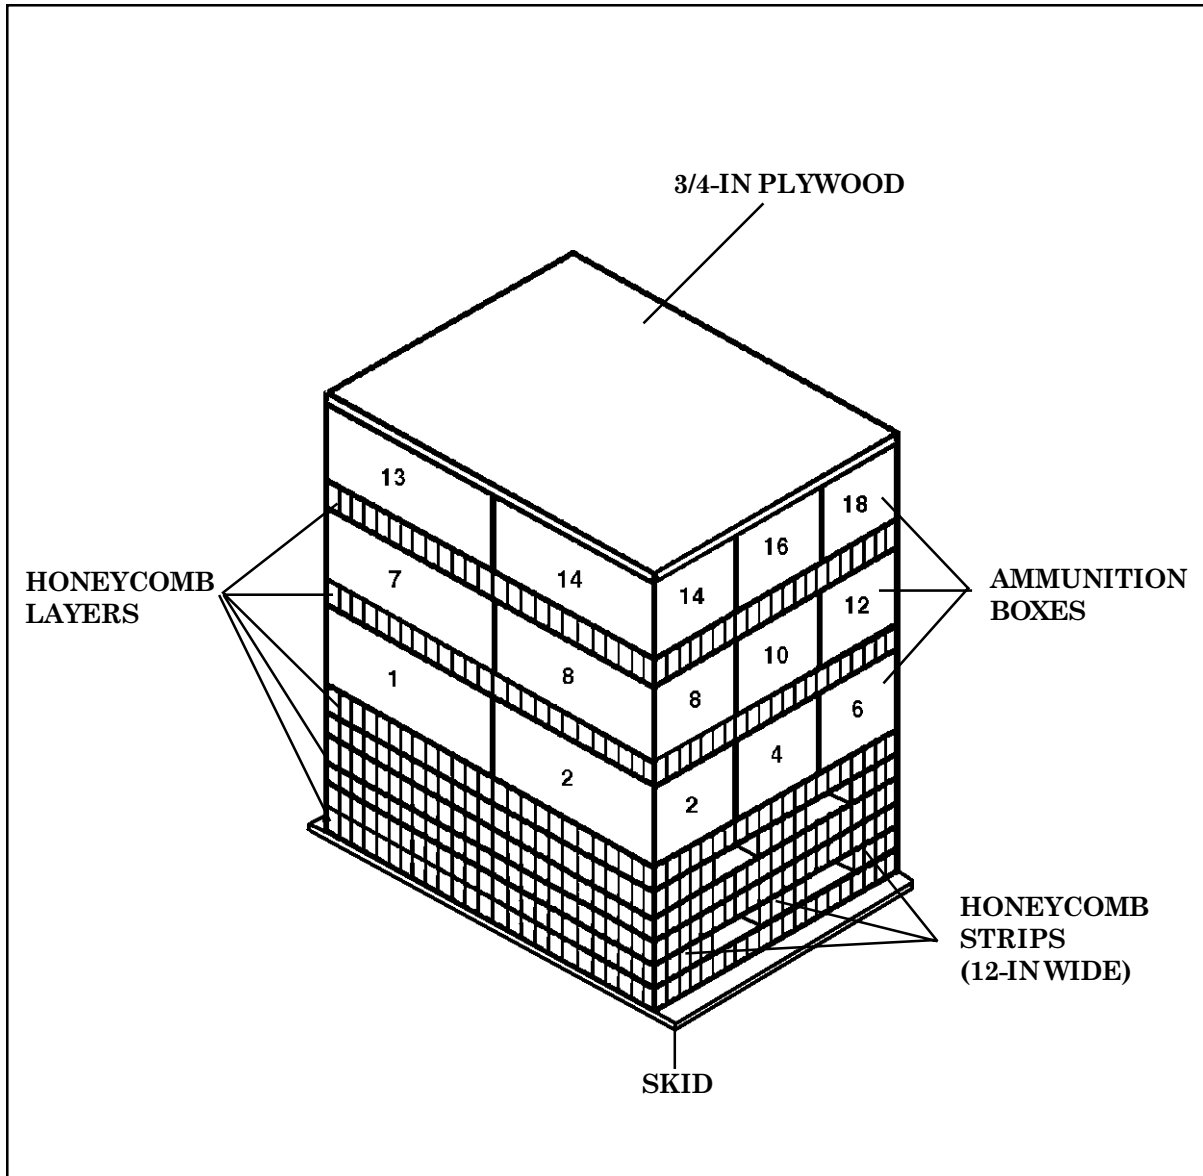 3/4-IN PLYWOOD
13
18
16
HONEYCOMB
LAYERS
7
14
14
AMMUNITION
BOXES
12
10
1
8
8
6
4
2
2
HONEYCOMB
STRIPS
(12-IN WIDE)
SKID